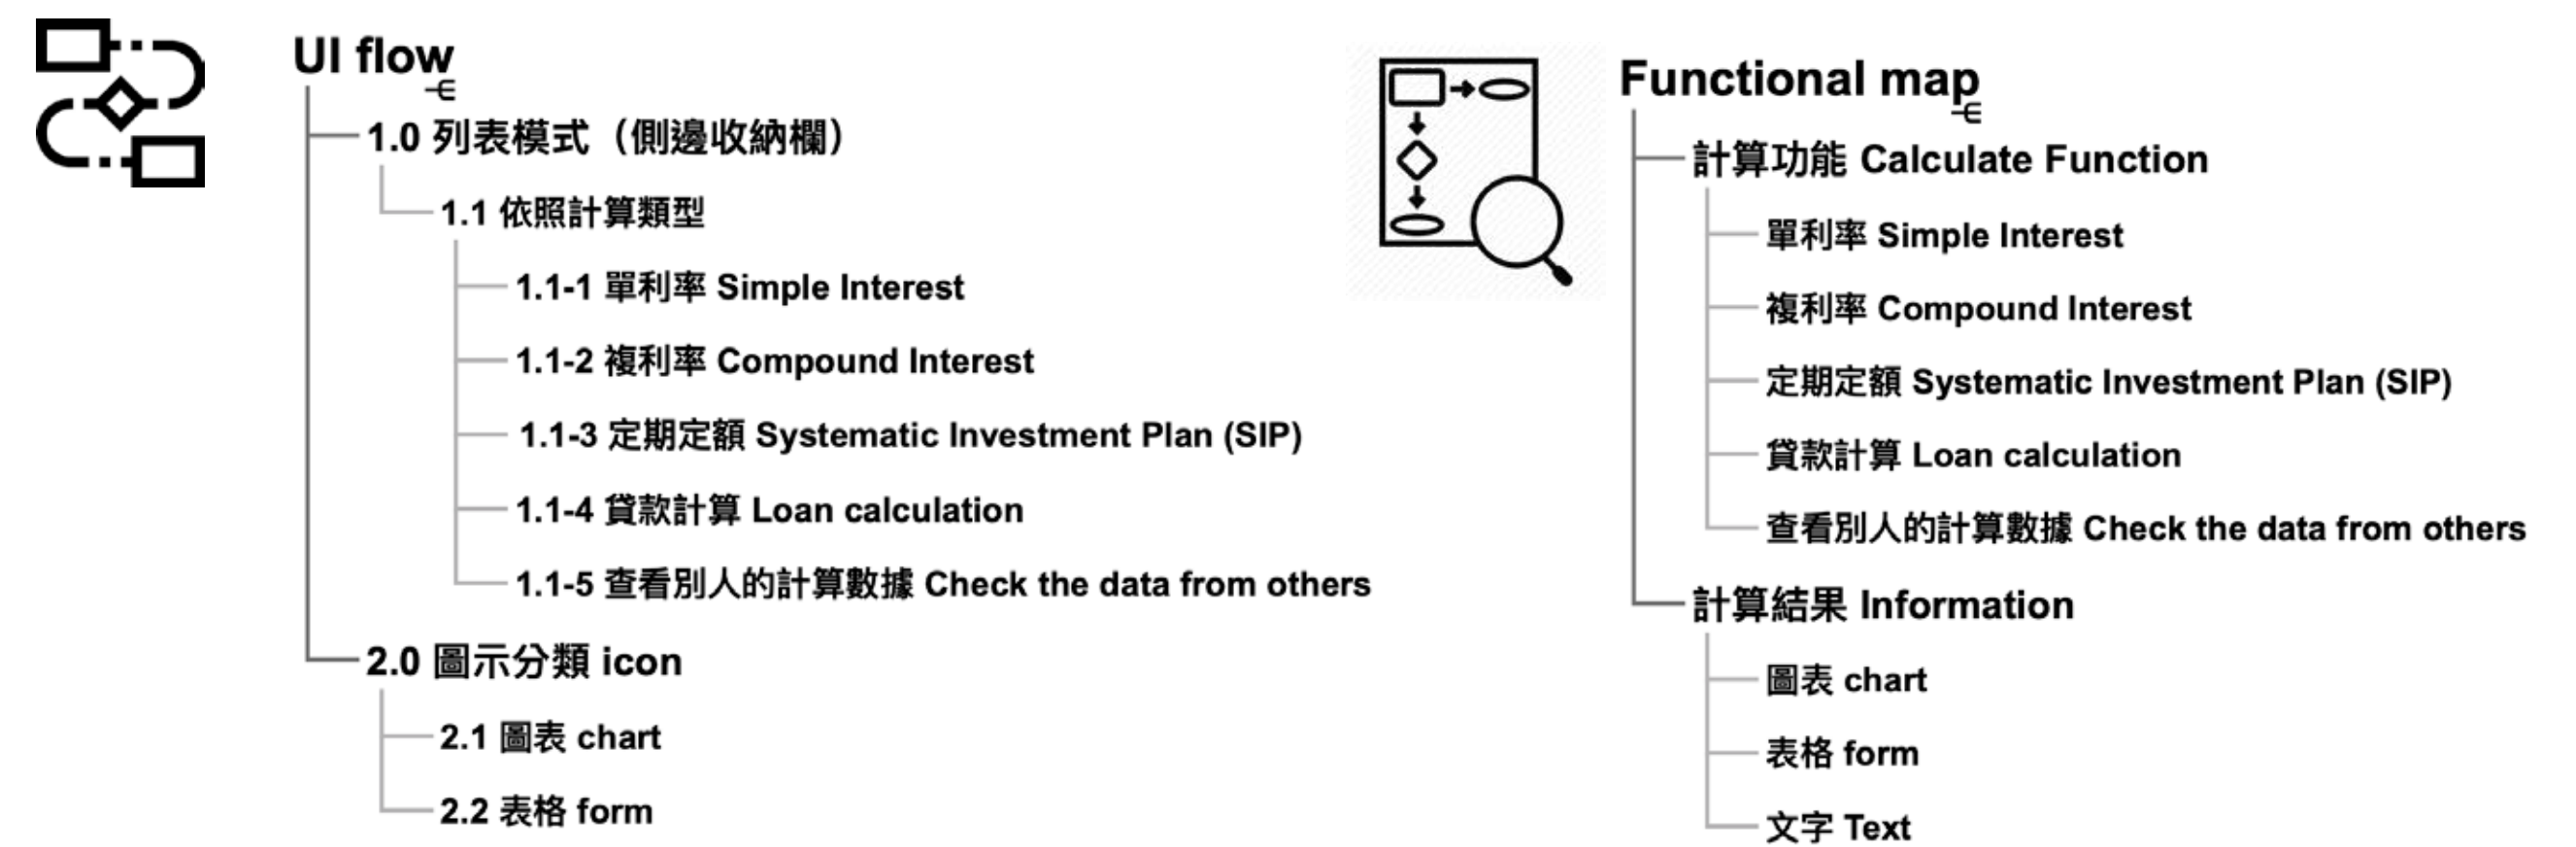 UI flow
1.0 列表模式（側邊收納欄）
1.1 依照計算類型
1.1-1 單利率 Simple Interest
1.1-2 複利率 Compound Interest
1.1-3 定期定額 Systematic Investment Plan (SIP)
1.1-4 貸款計算 Loan calculation
1.1-5 查看別人的計算數據 Check the data from others
2.0 圖示分類 icon
2.1 圖表 chart
2.2 表格 form
Functional map
計算功能 Calculate Function
單利率 Simple Interest
複利率 Compound Interest
定期定額 Systematic Investment Plan (SIP)
貸款計算 Loan calculation
查看別人的計算數據 Check the data from others
計算結果 Information
圖表 chart
表格 form
文字 Text